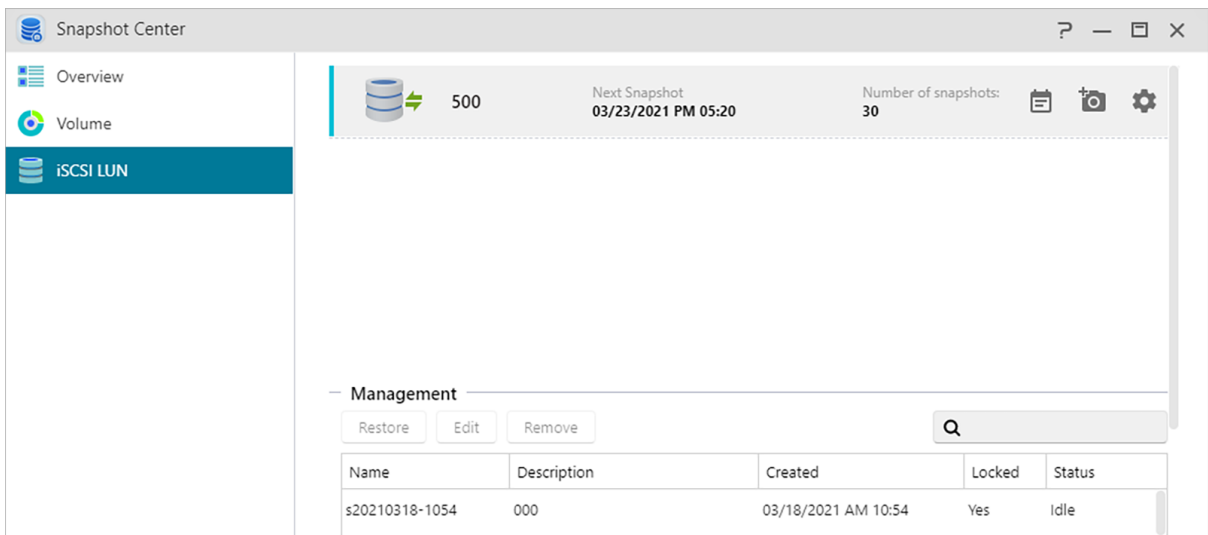 Snapshot Center
Overview
Volume
iSCSI LUN
500
Next Snapshot
03/23/2021 PM 05:20
Number of snapshots:
30
Management
Restore Edit Remove
Name Description Created Locked Status
s20210318-1054 000 03/18/2021 AM 10:54 Yes Idle